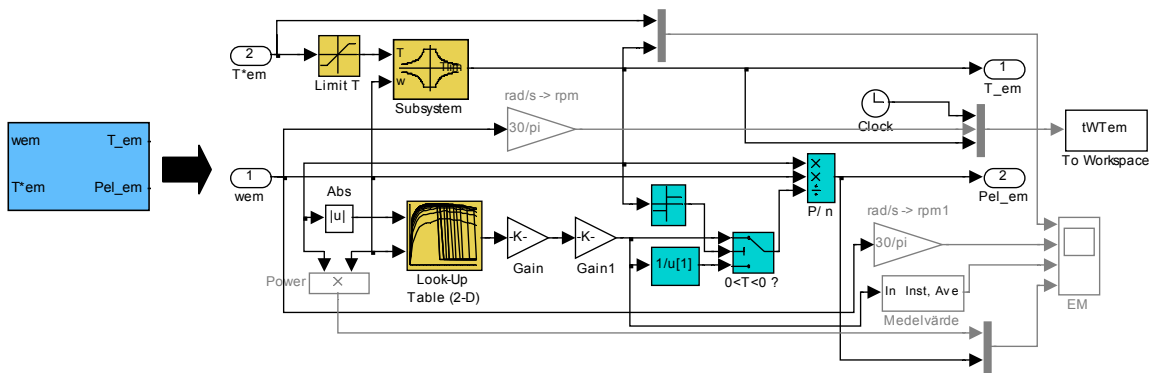 wem
T_em
T*em
Pel_em
2
T*em
Limit T
T
w
Subsystem
rad/s -> rpm
30/pi
1
wem
Abs
|u|
Power
×
Look-Up
Table (2-D)
-K-
Gain
-K-
Gain1
1/u[1]
0<T<0 ?
×
×
÷
P/ n
Clock
1
T_em
tWTem
To Workspace
2
Pel_em
rad/s -> rpm1
30/pi
In Inst, Ave
Medelvärde
EM